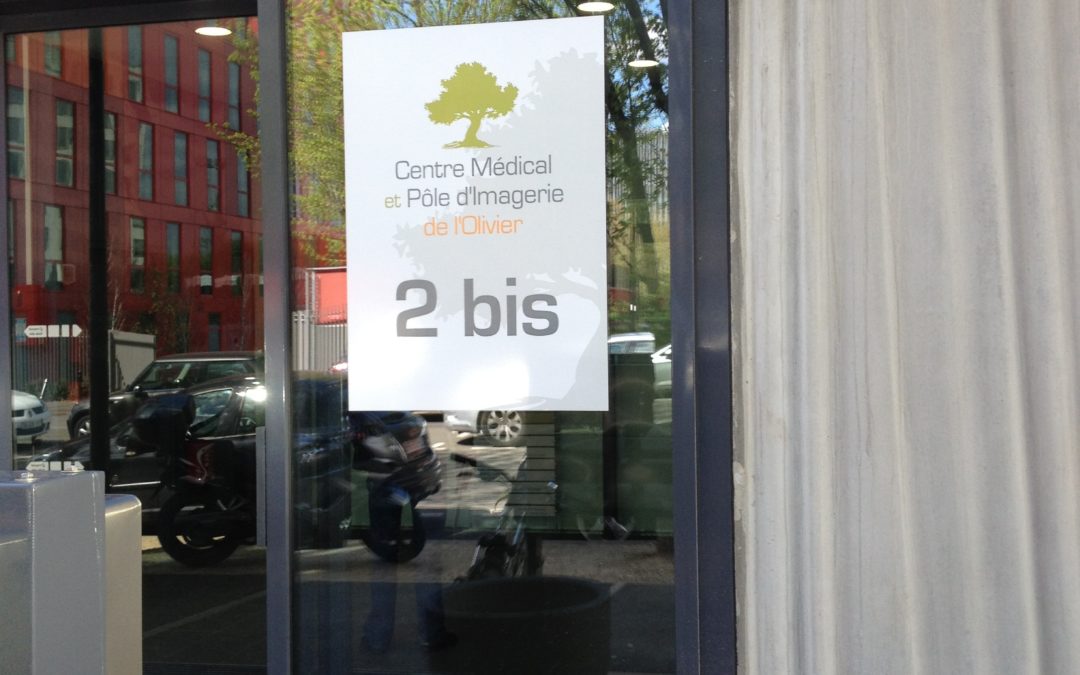 Centre Médical
et Pôle d'Imagerie
de l'Olivier
2 bis